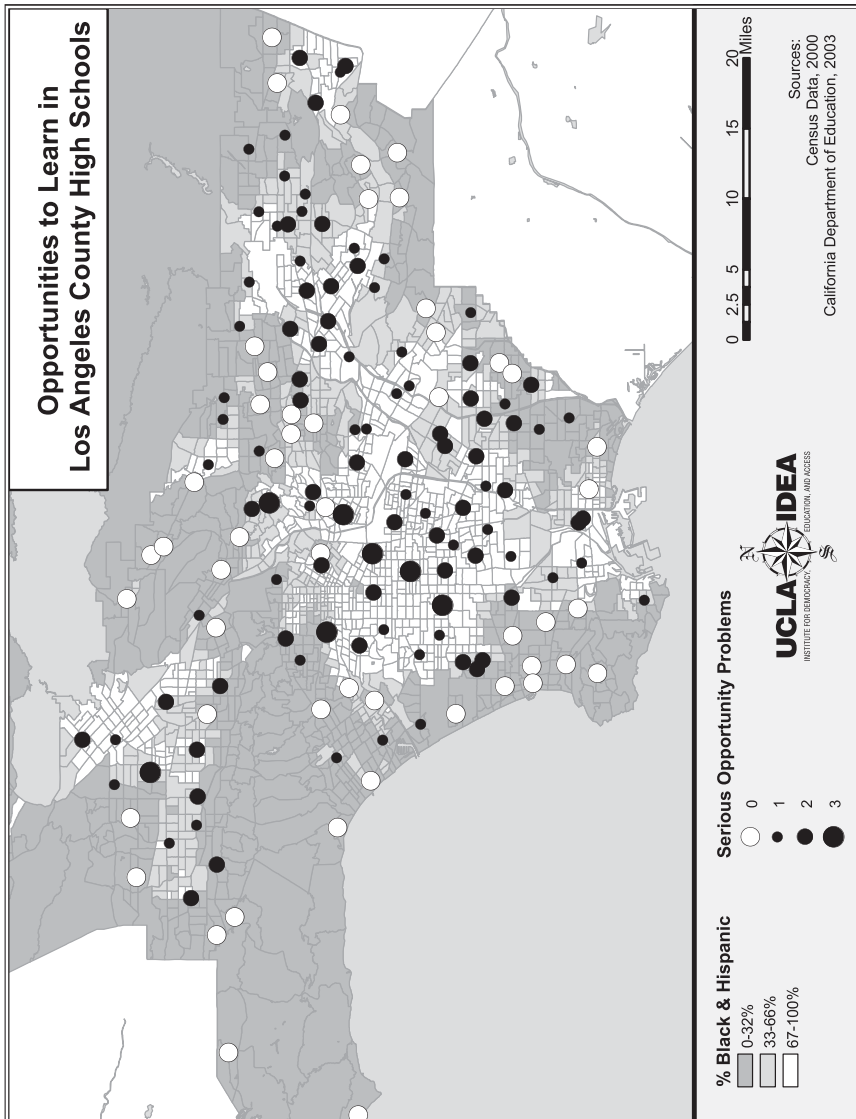 Opportunities to Learn in
Los Angeles County High Schools
% Black & Hispanic
0-32%
33-66%
67-100%
Serious Opportunity Problems
0
1
2
3
N
S
UCLA IDEA
INSTITUTE FOR DEMOCRACY, EDUCATION, AND ACCESS
0 2.5 5 10 15 20
Miles
Sources:
Census Data, 2000
California Department of Education, 2003